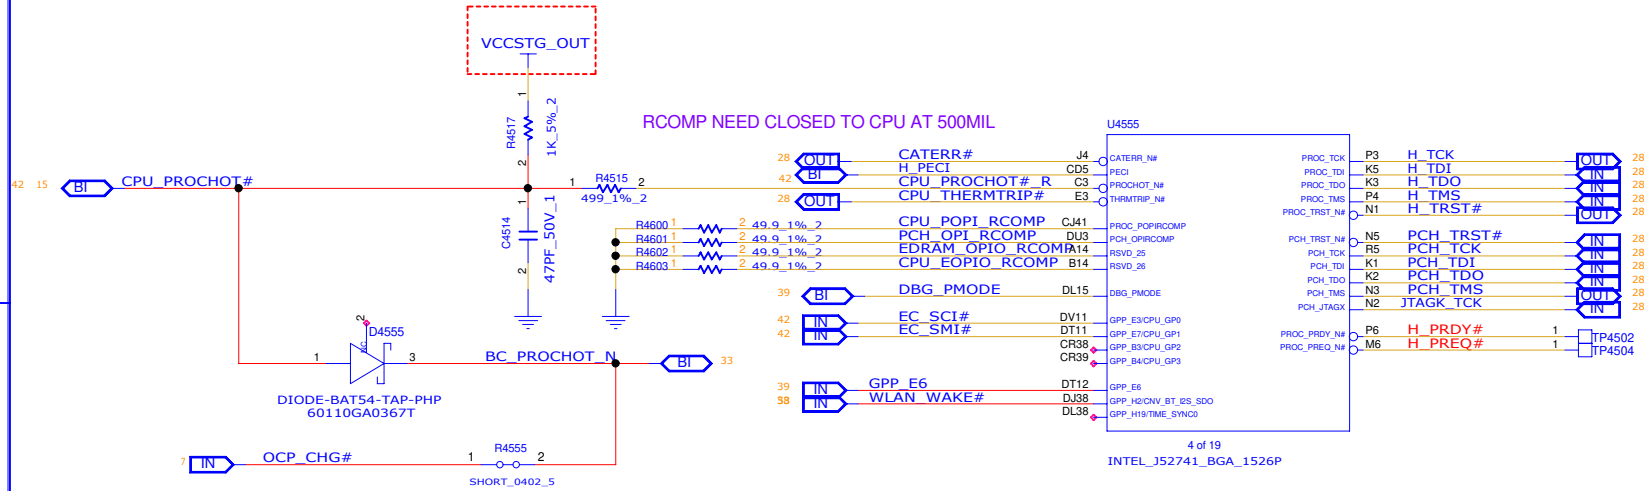 VCCSTG_OUT
1
R4517
1K_5%_2
2
RCOMP NEED CLOSED TO CPU AT 500MIL
U4555
42 15 BI CPU_PROCHOT#
1 R4515 2
499_1%_2
1
C4514
47PF_50V_1
2
28 OUT CATERR# J4 CATERR_N#
42 BI H_PECI CD5 PECI
CPU_PROCHOT#_R C3 PROCHOT_N#
28 OUT CPU_THERMTRIP# E3 THRMTRIP_N#
R4600 1 2 49.9_1%_2 CPU_POPI_RCOMP CJ41 PROC_POPIRCOMP
R4601 1 2 49.9_1%_2 PCH_OPI_RCOMP DU3 PCH_OPIRCOMP
R4602 1 2 49.9_1%_2 EDRAM_OPIO_RCOMP A14 RSVD_25
R4603 1 2 49.9_1%_2 CPU_EOPIO_RCOMP B14 RSVD_26
39 BI DBG_PMODE DL15 DBG_PMODE
42 IN EC_SCI# DV11 GPP_E3/CPU_GP0
42 IN EC_SMI# DT11 GPP_E7/CPU_GP1
CR38 GPP_B3/CPU_GP2
CR39 GPP_B4/CPU_GP3
39 IN GPP_E6 DT12 GPP_E6
IN WLAN_WAKE# DJ38 GPP_H2/CNV_BT_I2S_SDO
DL38 GPP_H19/TIME_SYNC0
PROC_TCK P3 H_TCK OUT 28
PROC_TDI K5 H_TDI IN 28
PROC_TDO K3 H_TDO IN 28
PROC_TMS P4 H_TMS IN 28
PROC_TRST_N# N1 H_TRST# OUT 28
PCH_TRST_N# N5 PCH_TRST# IN 28
PCH_TCK R5 PCH_TCK IN 28
PCH_TDI K1 PCH_TDI IN 28
PCH_TDO K2 PCH_TDO IN 28
PCH_TMS N3 PCH_TMS OUT 28
PCH_JTAGX N2 JTAGK_TCK IN 28
PROC_PRDY_N# P6 H_PRDY# 1 TP4502
PROC_PREQ_N# M6 H_PREQ# 1 TP4504
4 of 19
INTEL_J52741_BGA_1526P
2
D4555
NC
1 3 BC_PROCHOT_N BI 33
DIODE-BAT54-TAP-PHP
60110GA0367T
7 IN OCP_CHG# 1 R4555 2
SHORT_0402_5